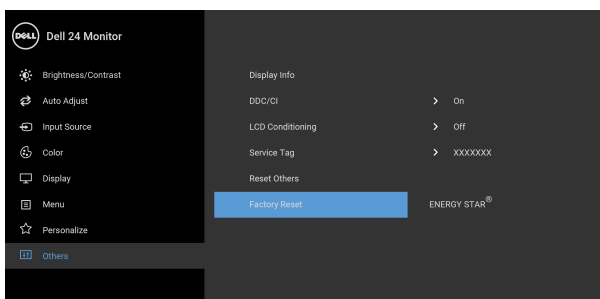 DELL Dell 24 Monitor
Brightness/Contrast
Display Info
Auto Adjust
DDC/CI > On
Input Source
LCD Conditioning > Off
Color
Service Tag > XXXXXXX
Display
Reset Others
Menu
Factory Reset ENERGY STAR®
Personalize
Others